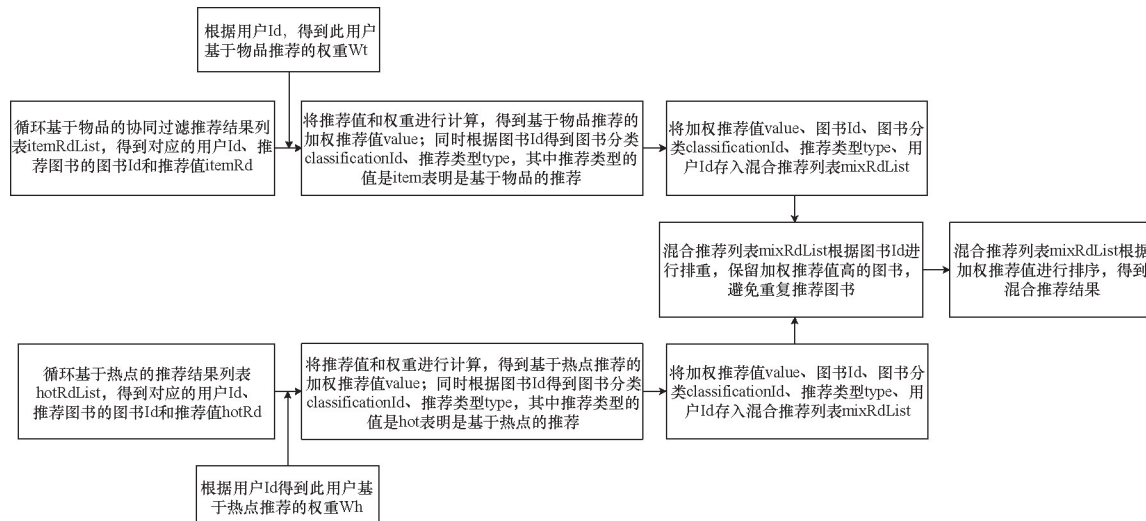 根据用户Id，得到此用户
基于物品推荐的权重Wt
循环基于物品的协同过滤推荐结果列
表itemRdList，得到对应的用户Id、推
荐图书的图书Id和推荐值itemRd
将推荐值和权重进行计算，得到基于物品推荐的
加权推荐值value；同时根据图书Id得到图书分类
classificationId、推荐类型type，其中推荐类型的
值是item表明是基于物品的推荐
将加权推荐值value、图书Id、图书分
类classificationId、推荐类型type、用
户Id存入混合推荐列表mixRdList
混合推荐列表mixRdList根据图书Id进
行排重，保留加权推荐值高的图书，
避免重复推荐图书
混合推荐列表mixRdList根据
加权推荐值进行排序，得到
混合推荐结果
循环基于热点的推荐结果列表
hotRdList，得到对应的用户Id、
推荐图书的图书Id和推荐值hotRd
将推荐值和权重进行计算，得到基于热点推荐的
加权推荐值value；同时根据图书Id得到图书分类
classificationId、推荐类型type，其中推荐类型的
值是hot表明是基于热点的推荐
将加权推荐值value、图书Id、图书分
类classificationId、推荐类型type、用
户Id存入混合推荐列表mixRdList
根据用户Id得到此用户基
于热点推荐的权重Wh